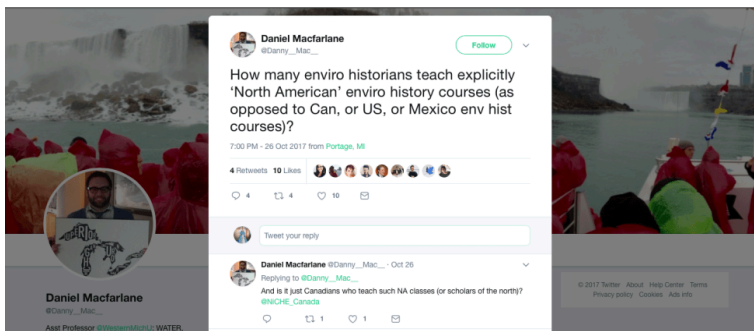 Daniel Macfarlane
@Danny__Mac__
Follow
How many enviro historians teach explicitly
‘North American’ enviro history courses (as
opposed to Can, or US, or Mexico env hist
courses)?
7:00 PM - 26 Oct 2017 from Portage, MI
4 Retweets 10 Likes
4 4 10
Tweet your reply
Daniel Macfarlane @Danny__Mac__ · Oct 26
Replying to @Danny__Mac__
And is it just Canadians who teach such NA classes (or scholars of the north)?
@NICHE_Canada
1 1
SUPERIOR
Daniel Macfarlane
@Danny__Mac__
Asst Professor @WesternMichU: WATER,
© 2017 Twitter About Help Center Terms
Privacy policy Cookies Ads info